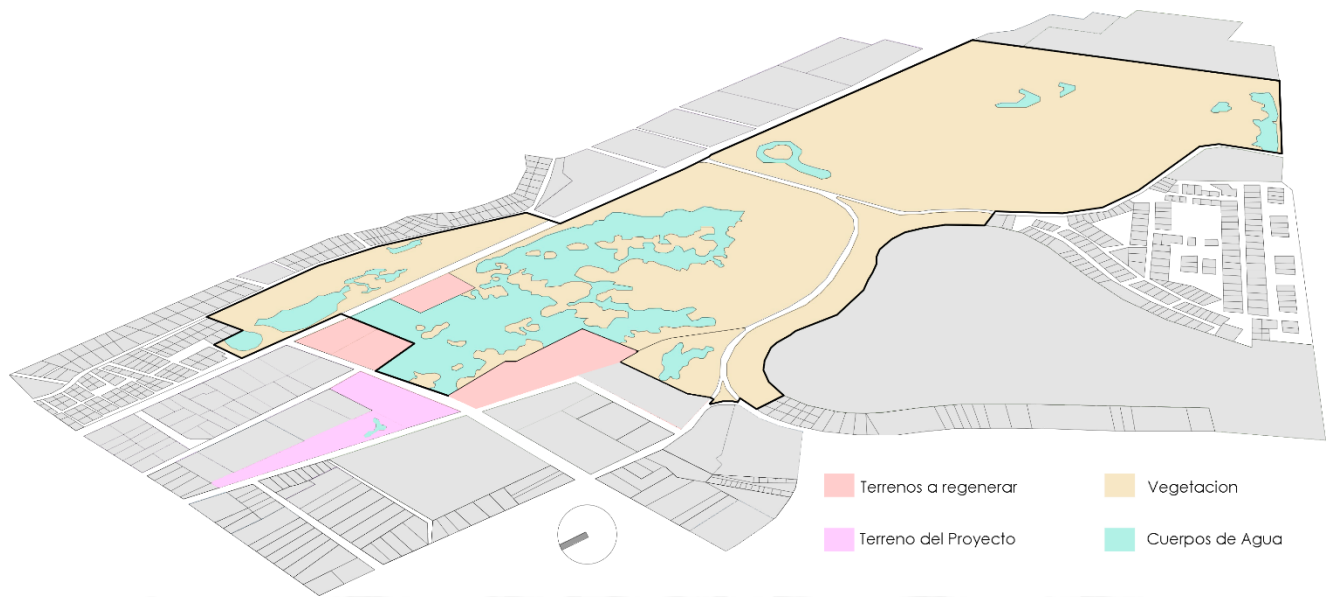 Terrenos a regenerar
Vegetacion
Terreno del Proyecto
Cuerpos de Agua